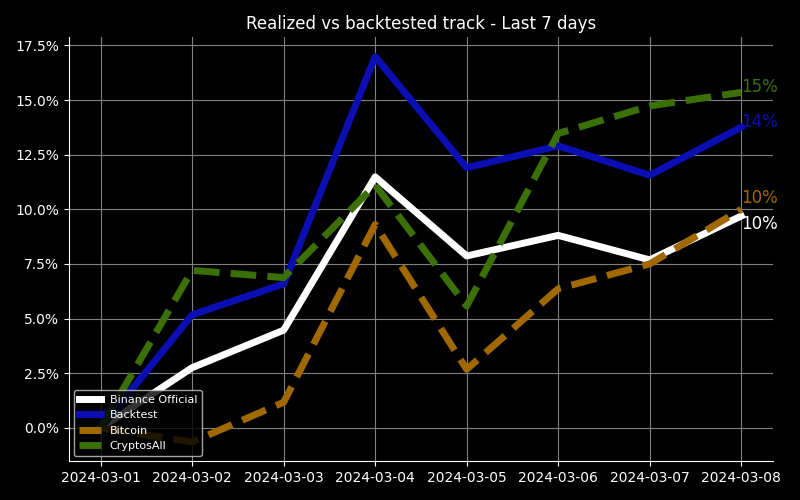 Realized vs backtested track - Last 7 days
17.5%
15.0%
12.5%
10.0%
7.5%
5.0%
2.5%
0.0%
15%
14%
10%
10%
Binance Official
Backtest
Bitcoin
CryptosAll
2024-03-01 2024-03-02 2024-03-03 2024-03-04 2024-03-05 2024-03-06 2024-03-07 2024-03-08